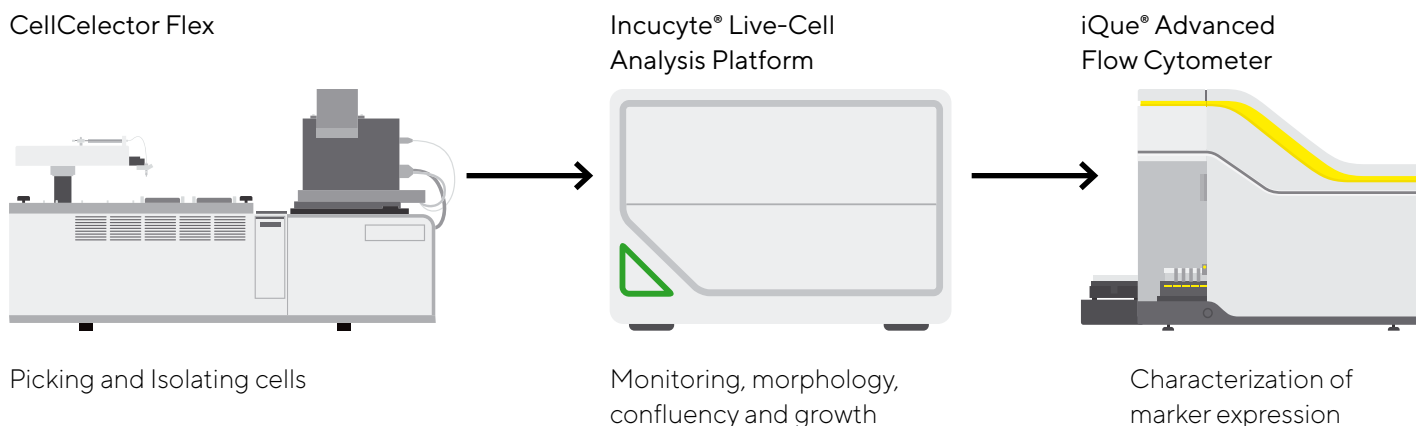 CellCelector Flex
Incucyte® Live-Cell
Analysis Platform
iQue® Advanced
Flow Cytometer
Picking and Isolating cells
Monitoring, morphology,
confluency and growth
Characterization of
marker expression